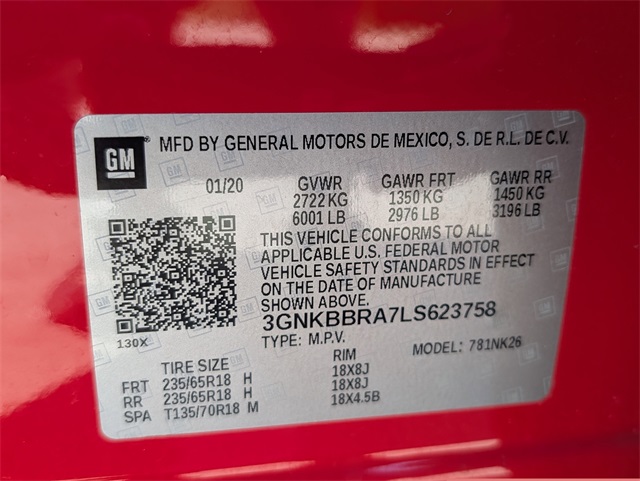 GM MFD BY GENERAL MOTORS DE MEXICO, S. DE R.L. DE C.V.
01/20 GVWR GAWR FRT GAWR RR
2722 KG 1350 KG 1450 KG
6001 LB 2976 LB 3196 LB
THIS VEHICLE CONFORMS TO ALL
APPLICABLE U.S. FEDERAL MOTOR
VEHICLE SAFETY STANDARDS IN EFFECT
ON THE DATE OF MANUFACTURE
SHOWN ABOVE.
3GNKBBRA7LS623758
130X TYPE: M.P.V. MODEL: 781NK26
TIRE SIZE RIM
FRT 235/65R18 H 18X8J
RR 235/65R18 H 18X8J
SPA T135/70R18 M 18X4.5B